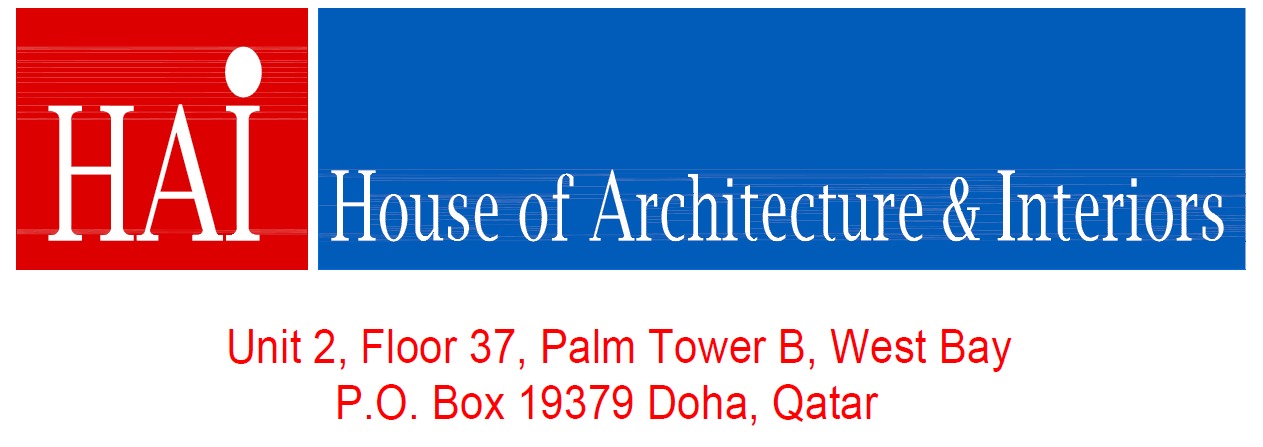 HAi
House of Architecture & Interiors
Unit 2, Floor 37, Palm Tower B, West Bay
P.O. Box 19379 Doha, Qatar